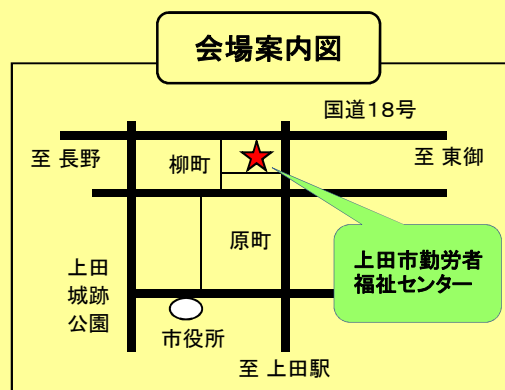 会場案内図
国道18号
至 長野
柳町
至 東御
原町
上田市勤労者
福祉センター
上田
城跡
公園
市役所
至 上田駅